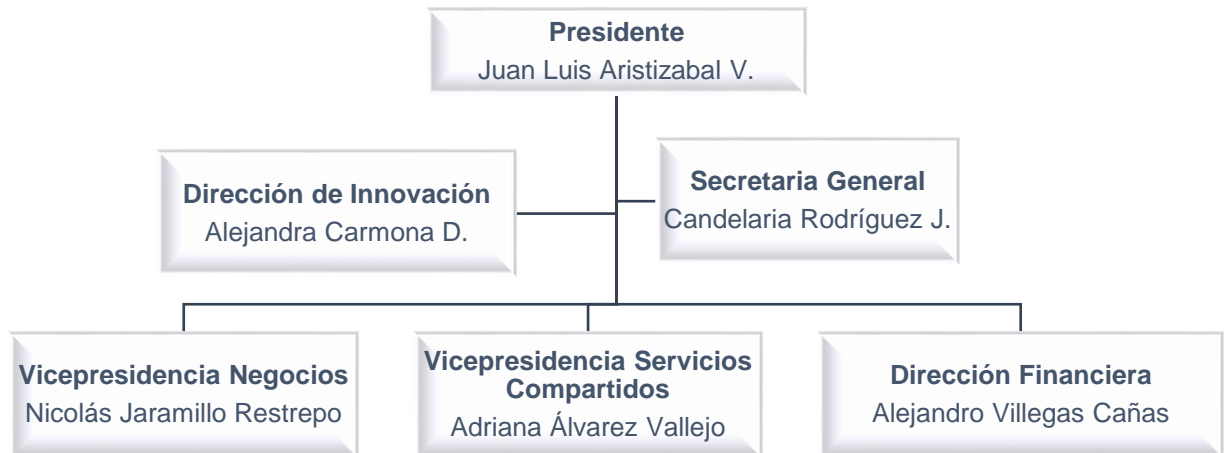 Presidente
Juan Luis Aristizabal V.
Dirección de Innovación
Alejandra Carmona D.
Secretaria General
Candelaria Rodríguez J.
Vicepresidencia Negocios
Nicolás Jaramillo Restrepo
Vicepresidencia Servicios
Compartidos
Adriana Álvarez Vallejo
Dirección Financiera
Alejandro Villegas Cañas